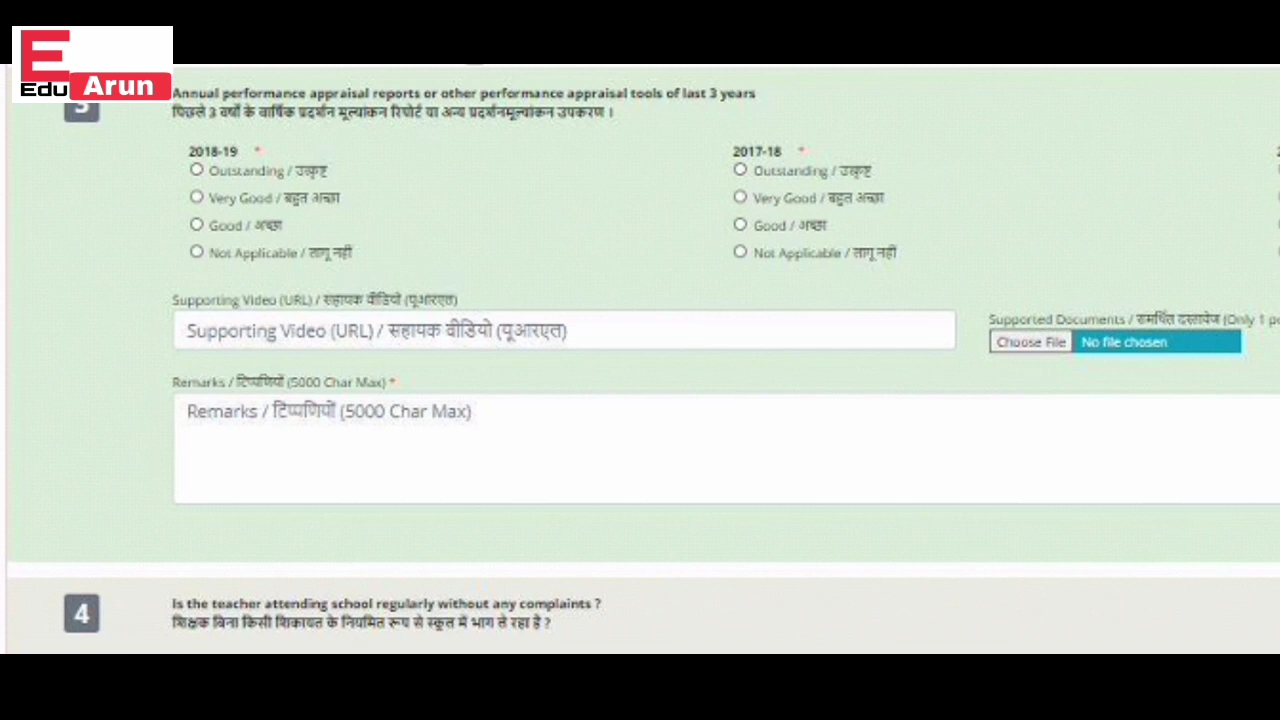 E
Edu Arun
3
Annual performance appraisal reports or other performance appraisal tools of last 3 years
पिछले 3 वर्षों के वार्षिक प्रदर्शन मूल्यांकन रिपोर्ट या अन्य प्रदर्शनमूल्यांकन उपकरण ।
2018-19 * 2017-18 *
Outstanding / उत्कृष्ट Outstanding / उत्कृष्ट
Very Good / बहुत अच्छा Very Good / बहुत अच्छा
Good / अच्छा Good / अच्छा
Not Applicable / लागू नहीं Not Applicable / लागू नहीं
Supporting Video (URL) / सहायक वीडियो (यूआरएल)
Supporting Video (URL) / सहायक वीडियो (यूआरएल)
Supported Documents / समर्थित दस्तावेज (Only 1
Choose File No file chosen
Remarks / टिप्पणियाँ (5000 Char Max) *
Remarks / टिप्पणियाँ (5000 Char Max)
4
Is the teacher attending school regularly without any complaints ?
शिक्षक बिना किसी शिकायत के नियमित रूप से स्कूल में भाग ले रहा है ?